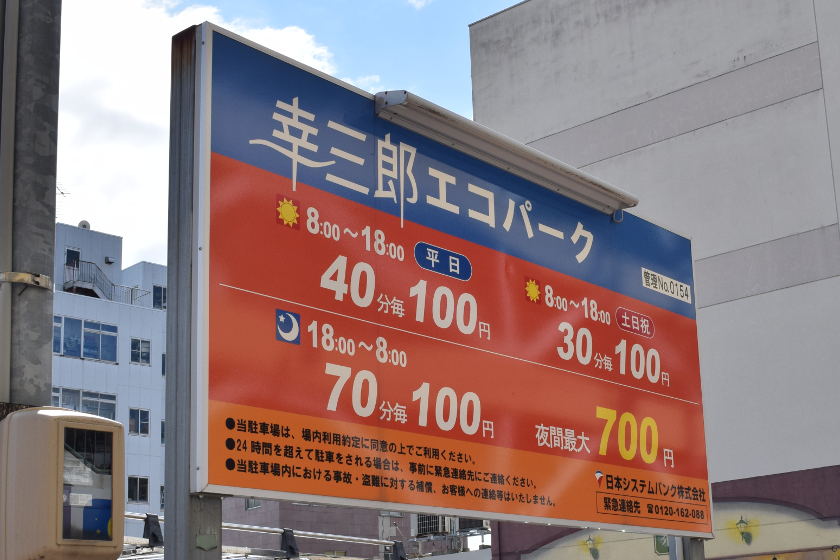 幸三郎エコパーク
管理No.0154
8:00～18:00 平日
40分毎100円
8:00～18:00 土日祝
30分毎100円
18:00～8:00
70分毎100円
夜間最大700円
●当駐車場は、場内利用約定に同意の上でご利用ください。
●24時間を超えて駐車をされる場合は、事前に緊急連絡先にご連絡ください。
●当駐車場内における事故・盗難に対する補償、お客様への連絡等はいたしません。
日本システムバンク株式会社
緊急連絡先 ☎0120-162-088